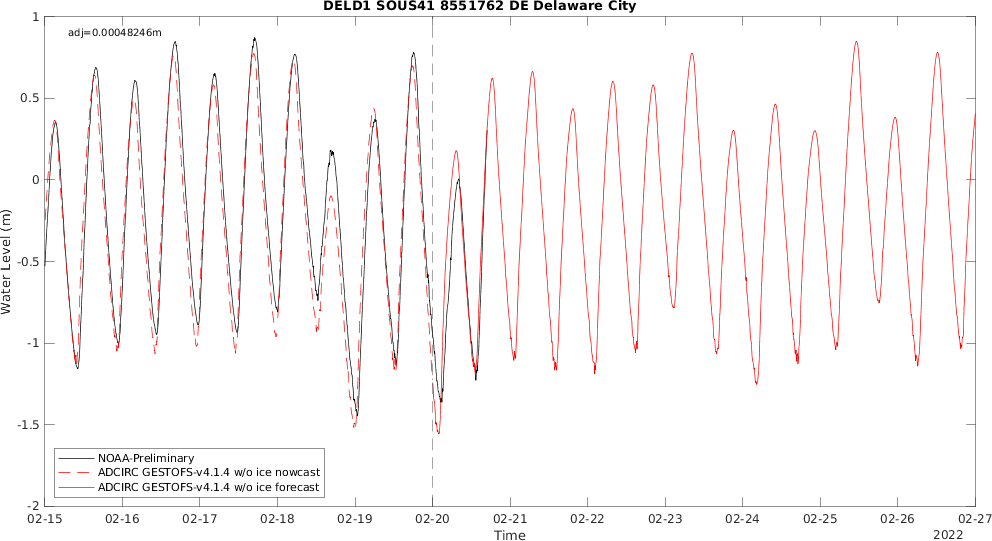 DELD1 SOUS41 8551762 DE Delaware City
adj=0.00048246m
1
0.5
0
-0.5
-1
-1.5
-2
Water Level (m)
NOAA-Preliminary
ADCIRC GESTOFS-v4.1.4 w/o ice nowcast
ADCIRC GESTOFS-v4.1.4 w/o ice forecast
02-15 02-16 02-17 02-18 02-19 02-20 02-21 02-22 02-23 02-24 02-25 02-26 02-27
Time
2022